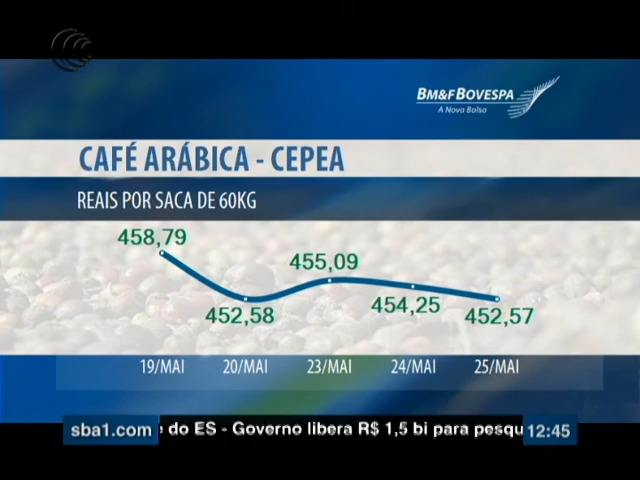 BM&FBOVESPA
A Nova Bolsa
CAFÉ ARÁBICA - CEPEA
REAIS POR SACA DE 60KG
458,79
455,09
452,58
454,25
452,57
19/MAI 20/MAI 23/MAI 24/MAI 25/MAI
sba1.com do ES - Governo libera R$ 1,5 bi para pesqu 12:45